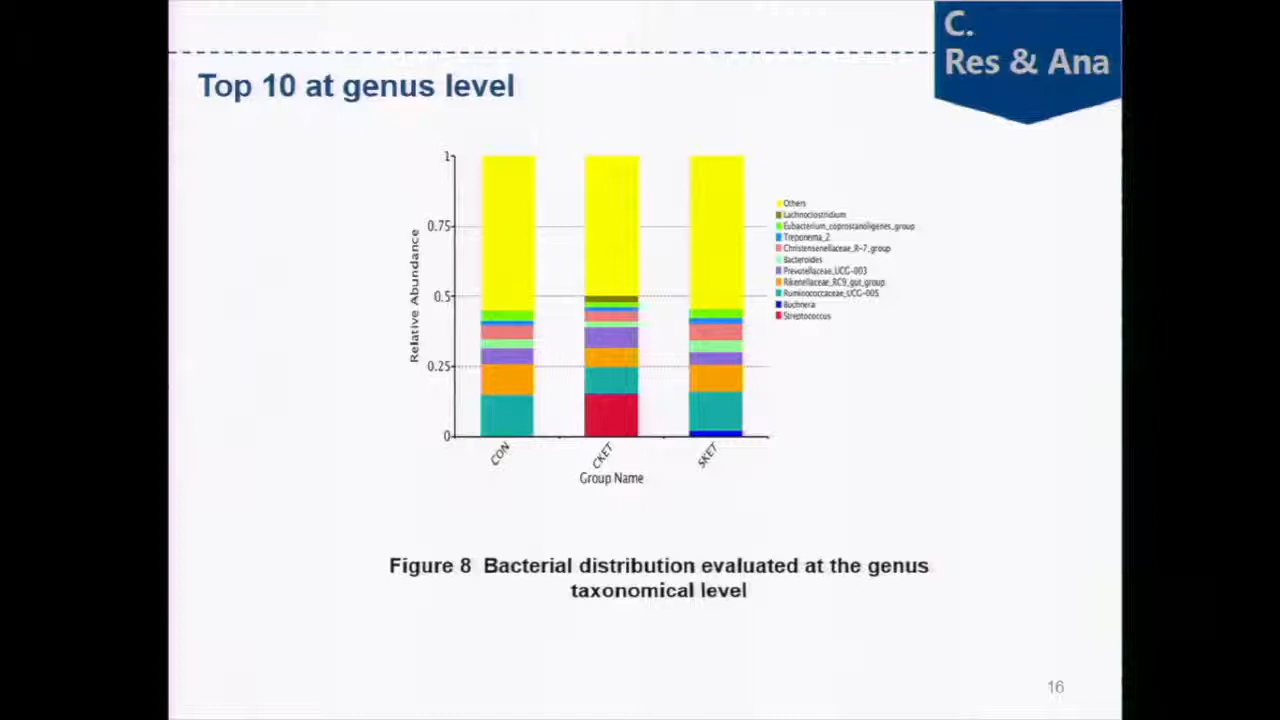 C.
Res & Ana
Top 10 at genus level
1
0.75
0.5
0.25
0
Relative Abundance
CON
CKET
SKET
Group Name
Others
Lachnoclostridium
Eubacterium_coprostanoligenes_group
Treponema_2
Christensenellaceae_R-7_group
Bacteroides
Prevotellaceae_UCG-003
Rikenellaceae_RC9_gut_group
Ruminococcaceae_UCG-005
Buchnera
Streptococcus
Figure 8 Bacterial distribution evaluated at the genus
taxonomical level
16